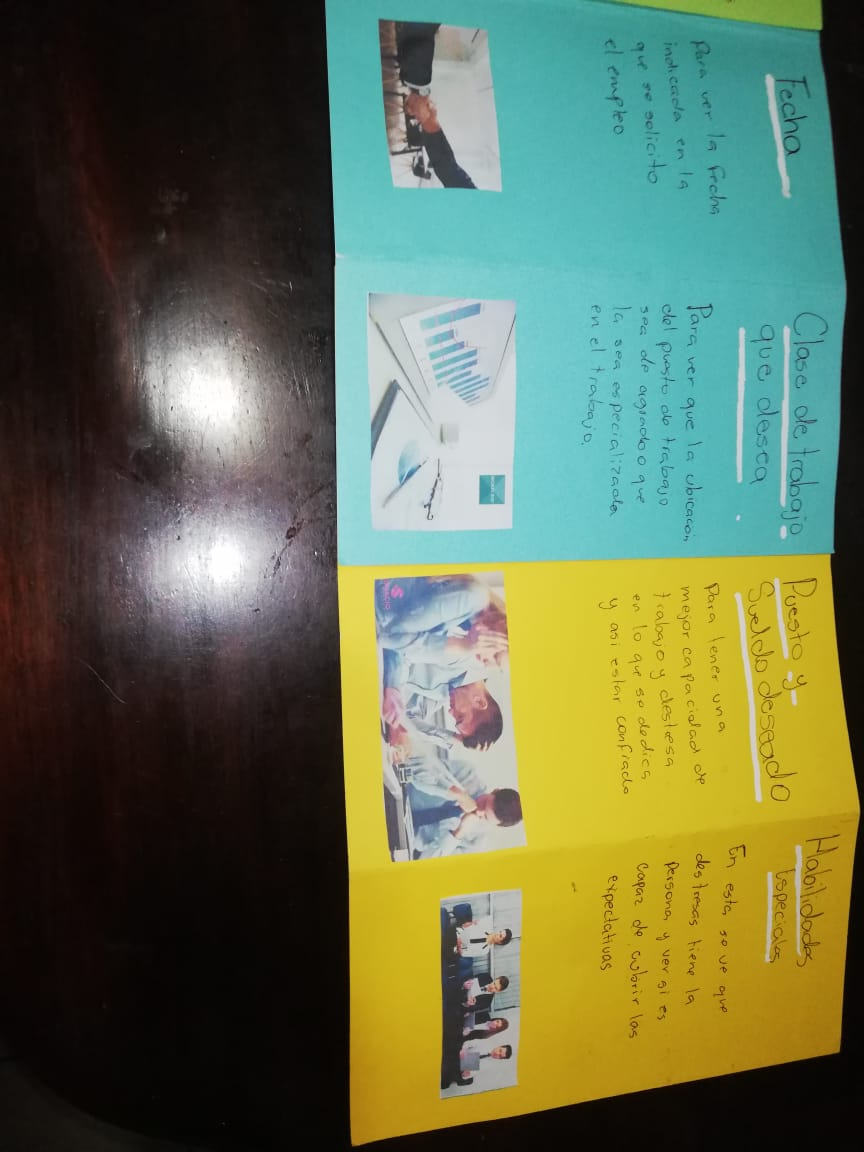 Fecha
Para ver la Fecha
indicada en la
que se solicito
el empleo
Clase de trabajo
que desea
Para ver que la ubicación
del puesto de trabajo
sea de agrado o que
la sea especializada
en el trabajo.
Puesto y
Sueldo deseado
Para tener una
mejor capacidad de
trabajo y destresa
en lo que se dedica
y asi estar confiado
Habilidades
Especiales
En esta se ve que
destresas tiene la
persona y ver si es
capaz de cubrir las
expectativas